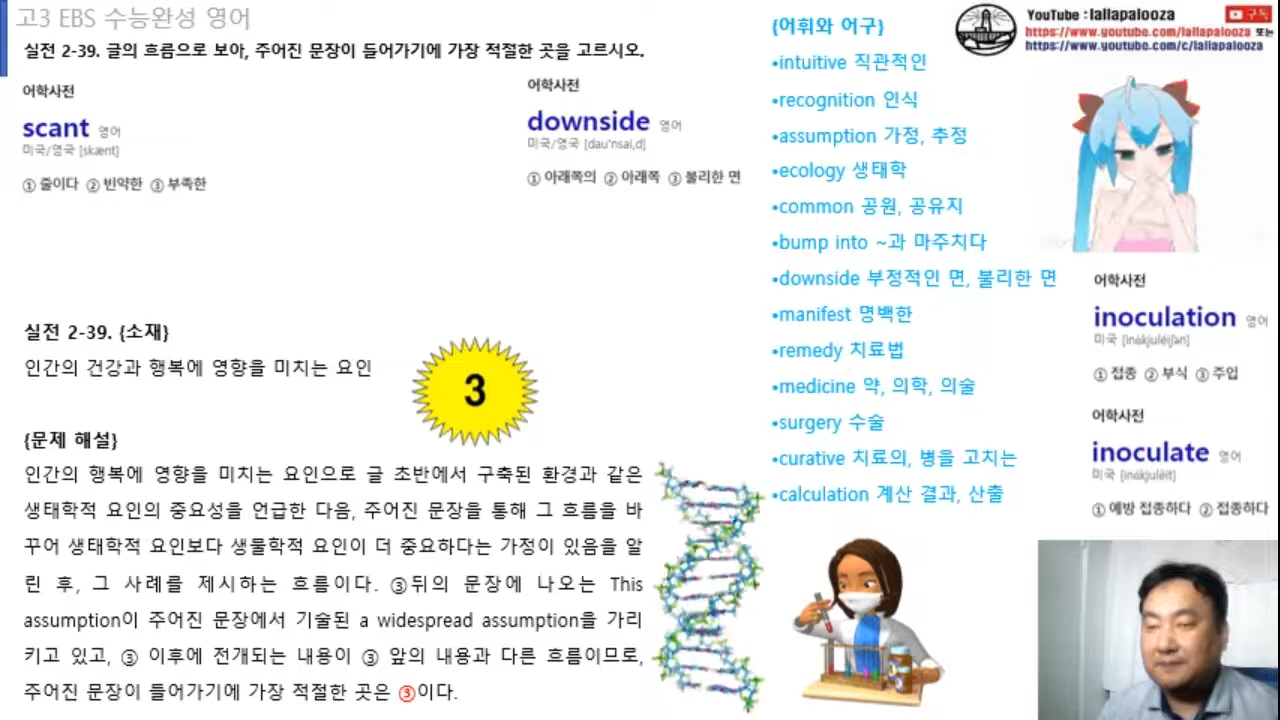 고3 EBS 수능완성 영어
실전 2-39. 글의 흐름으로 보아, 주어진 문장이 들어가기에 가장 적절한 곳을 고르시오.
어학사전
scant 영어
미국/영국 [skænt]
① 줄이다 ② 빈약한 ③ 부족한
어학사전
downside 영어
미국/영국 [dau'nsai,d]
① 아래쪽의 ② 아래쪽 ③ 불리한 면
실전 2-39. {소재}
인간의 건강과 행복에 영향을 미치는 요인
3
{문제 해설}
인간의 행복에 영향을 미치는 요인으로 글 초반에서 구축된 환경과 같은
생태학적 요인의 중요성을 언급한 다음, 주어진 문장을 통해 그 흐름을 바
꾸어 생태학적 요인보다 생물학적 요인이 더 중요하다는 가정이 있음을 알
린 후, 그 사례를 제시하는 흐름이다. ③뒤의 문장에 나오는 This
assumption이 주어진 문장에서 기술된 a widespread assumption을 가리
키고 있고, ③ 이후에 전개되는 내용이 ③ 앞의 내용과 다른 흐름이므로,
주어진 문장이 들어가기에 가장 적절한 곳은 ③이다.
{어휘와 어구}
•intuitive 직관적인
•recognition 인식
•assumption 가정, 추정
•ecology 생태학
•common 공원, 공유지
•bump into ~과 마주치다
•downside 부정적인 면, 불리한 면
•manifest 명백한
•remedy 치료법
•medicine 약, 의학, 의술
•surgery 수술
•curative 치료의, 병을 고치는
•calculation 계산 결과, 산출
YouTube : lallapalooza 구독
https://www.youtube.com/lallapalooza 또는
https://www.youtube.com/c/lallapalooza
어학사전
inoculation 영어
미국 [inὰkjuléiʃən]
① 접종 ② 부식 ③ 주입
어학사전
inoculate 영어
미국 [inάkjulèit]
① 예방 접종하다 ② 접종하다